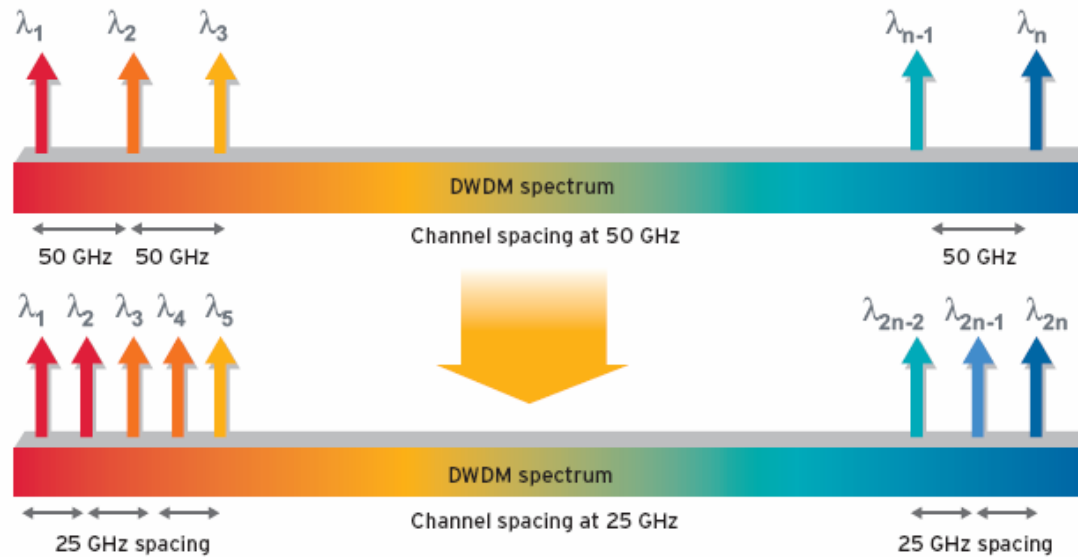 λ1 λ2 λ3 λn-1 λn
DWDM spectrum
Channel spacing at 50 GHz
50 GHz 50 GHz 50 GHz
λ1 λ2 λ3 λ4 λ5 λ2n-2 λ2n-1 λ2n
DWDM spectrum
Channel spacing at 25 GHz
25 GHz spacing 25 GHz spacing